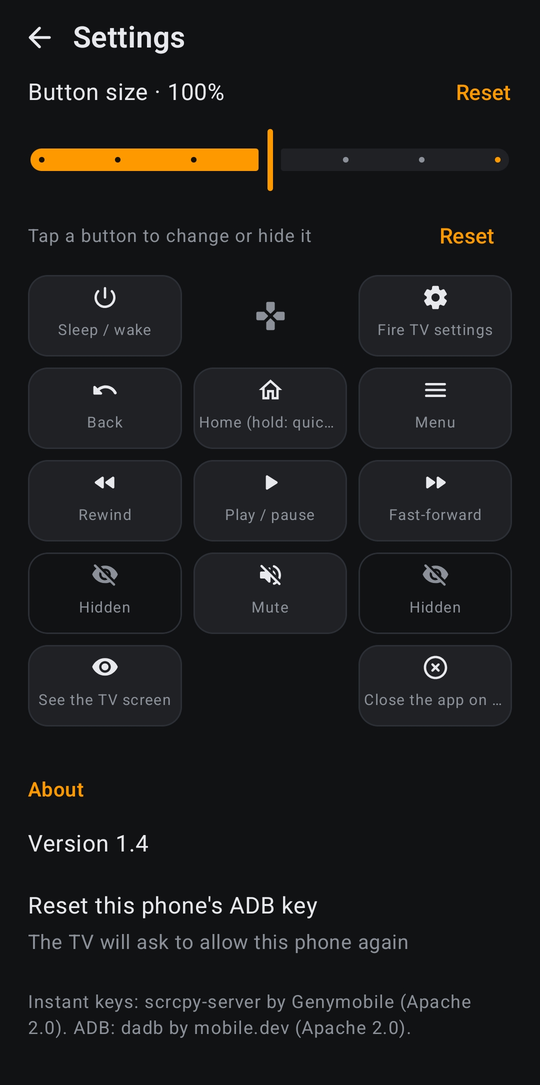 Settings
Button size · 100%
Reset
Tap a button to change or hide it
Reset
Sleep / wake
Fire TV settings
Back
Home (hold: quic…
Menu
Rewind
Play / pause
Fast-forward
Hidden
Mute
Hidden
See the TV screen
Close the app on …
About
Version 1.4
Reset this phone's ADB key
The TV will ask to allow this phone again
Instant keys: scrcpy-server by Genymobile (Apache
2.0). ADB: dadb by mobile.dev (Apache 2.0).